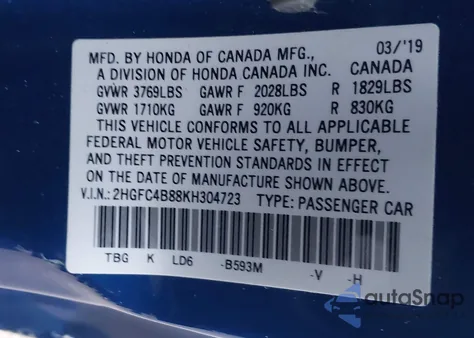 MFD. BY HONDA OF CANADA MFG., 03/'19
A DIVISION OF HONDA CANADA INC. CANADA
GVWR 3769LBS GAWR F 2028LBS R 1829LBS
GVWR 1710KG GAWR F 920KG R 830KG
THIS VEHICLE CONFORMS TO ALL APPLICABLE
FEDERAL MOTOR VEHICLE SAFETY, BUMPER,
AND THEFT PREVENTION STANDARDS IN EFFECT
ON THE DATE OF MANUFACTURE SHOWN ABOVE.
V.I.N.: 2HGFC4B88KH304723 TYPE: PASSENGER CAR
TBG K LD6 -B593M -V -H
autoSnap